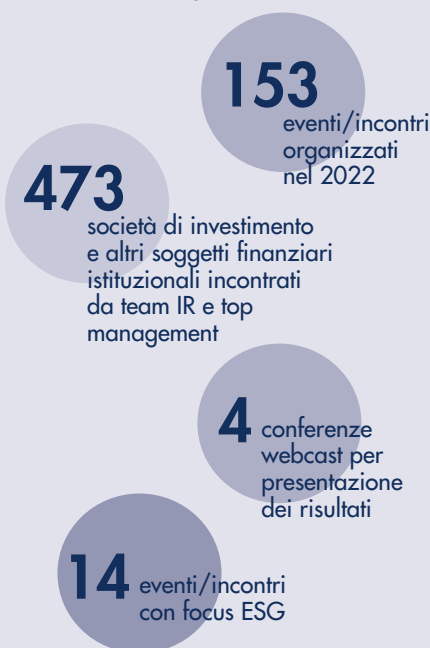 153
eventi/incontri
organizzati
nel 2022
473
società di investimento
e altri soggetti finanziari
istituzionali incontrati
da team IR e top
management
4 conferenze
webcast per
presentazione
dei risultati
14 eventi/incontri
con focus ESG